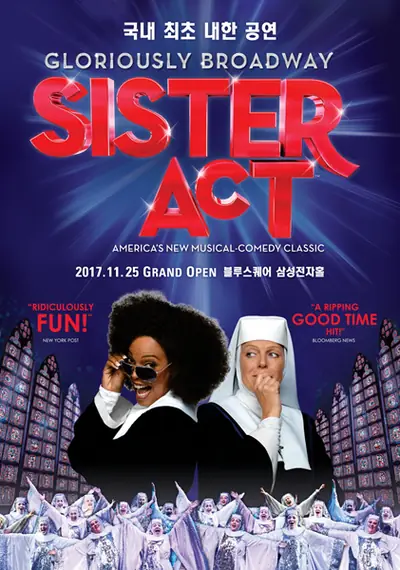 국내 최초 내한 공연
GLORIOUSLY BROADWAY
SISTER
ACT
AMERICA'S NEW MUSICAL-COMEDY CLASSIC
2017.11.25 GRAND OPEN 블루스퀘어 삼성전자홀
"RIDICULOUSLY
FUN!"
NEW YORK POST
"A RIPPING
GOOD TIME
HIT!"
BLOOMBERG NEWS